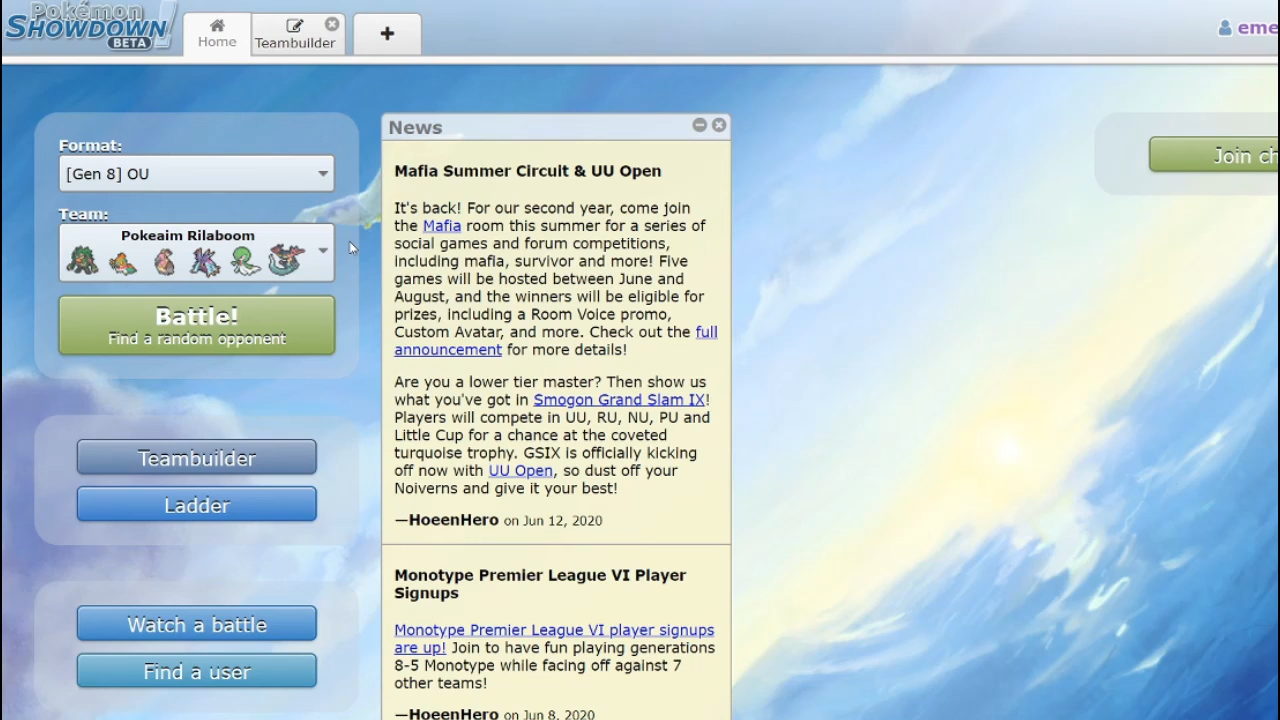 Pokémon
SHOWDOWN!
BETA
Home
Teambuilder
+
eme
Format:
[Gen 8] OU
Team:
Pokeaim Rilaboom
Battle!
Find a random opponent
Teambuilder
Ladder
Watch a battle
Find a user
News
Mafia Summer Circuit & UU Open
It's back! For our second year, come join
the Mafia room this summer for a series of
social games and forum competitions,
including mafia, survivor and more! Five
games will be hosted between June and
August, and the winners will be eligible for
prizes, including a Room Voice promo,
Custom Avatar, and more. Check out the full
announcement for more details!
Are you a lower tier master? Then show us
what you've got in Smogon Grand Slam IX!
Players will compete in UU, RU, NU, PU and
Little Cup for a chance at the coveted
turquoise trophy. GSIX is officially kicking
off now with UU Open, so dust off your
Noiverns and give it your best!
—HoeenHero on Jun 12, 2020
Monotype Premier League VI Player
Signups
Monotype Premier League VI player signups
are up! Join to have fun playing generations
8-5 Monotype while facing off against 7
other teams!
—HoeenHero on Jun 8, 2020
Join ch